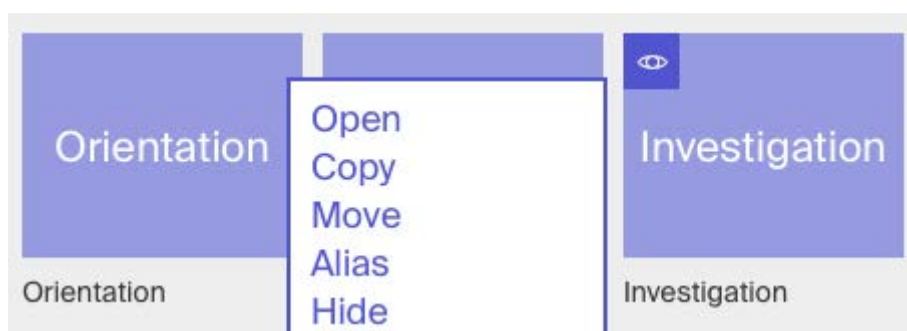 Orientation
Investigation
Open
Copy
Move
Alias
Hide
Orientation
Investigation